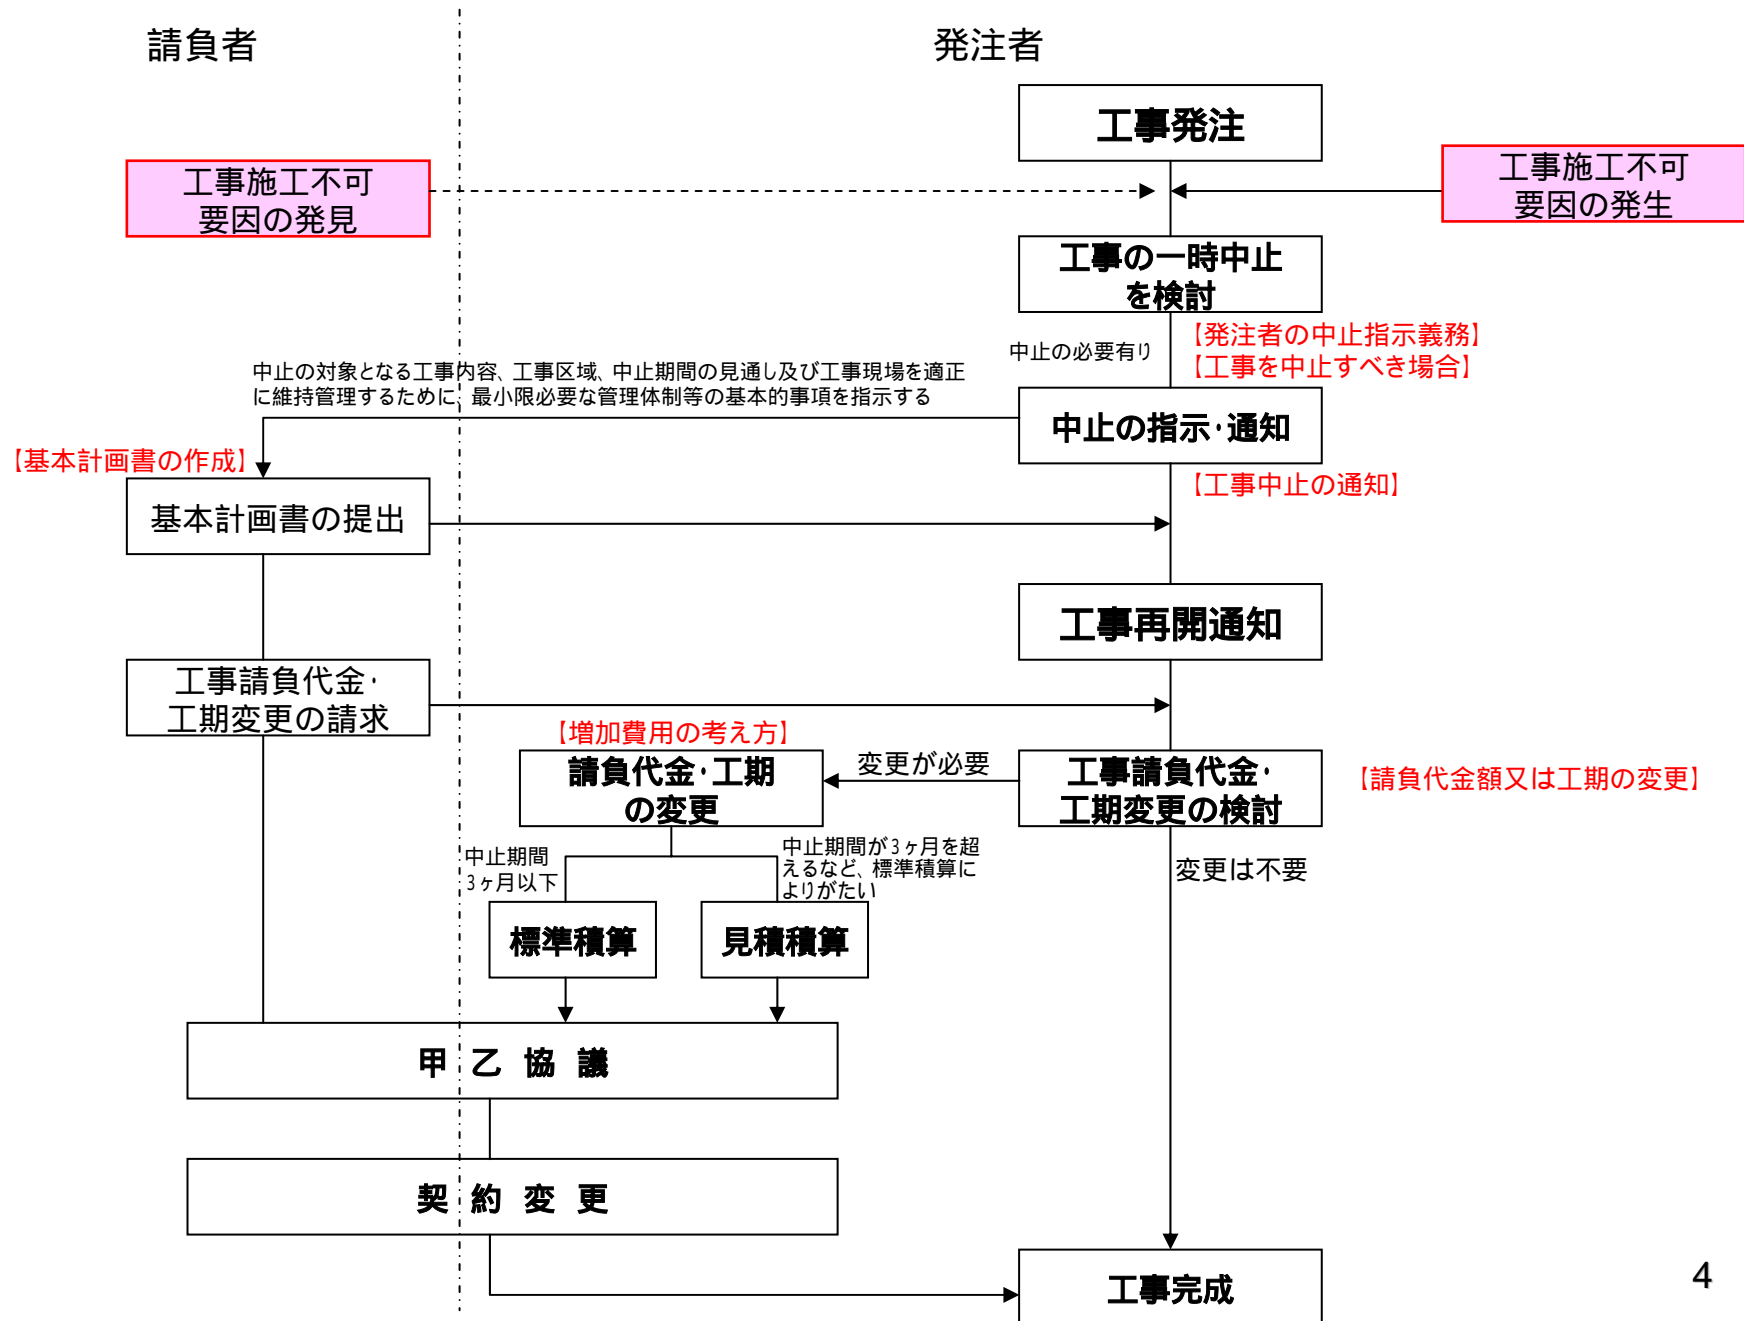 請負者
発注者
工事発注
工事施工不可
要因の発見
工事施工不可
要因の発生
工事の一時中止
を検討
中止の必要有り
【発注者の中止指示義務】
【工事を中止すべき場合】
中止の対象となる工事内容、工事区域、中止期間の見通し及び工事現場を適正
に維持管理するために、最小限必要な管理体制等の基本的事項を指示する
中止の指示・通知
【基本計画書の作成】
【工事中止の通知】
基本計画書の提出
工事再開通知
工事請負代金・
工期変更の請求
【増加費用の考え方】
請負代金・工期
の変更
変更が必要
工事請負代金・
工期変更の検討
【請負代金額又は工期の変更】
中止期間
3ヶ月以下
中止期間が3ヶ月を超
えるなど、標準積算に
よりがたい
変更は不要
標準積算
見積積算
甲乙協議
契約変更
工事完成
4